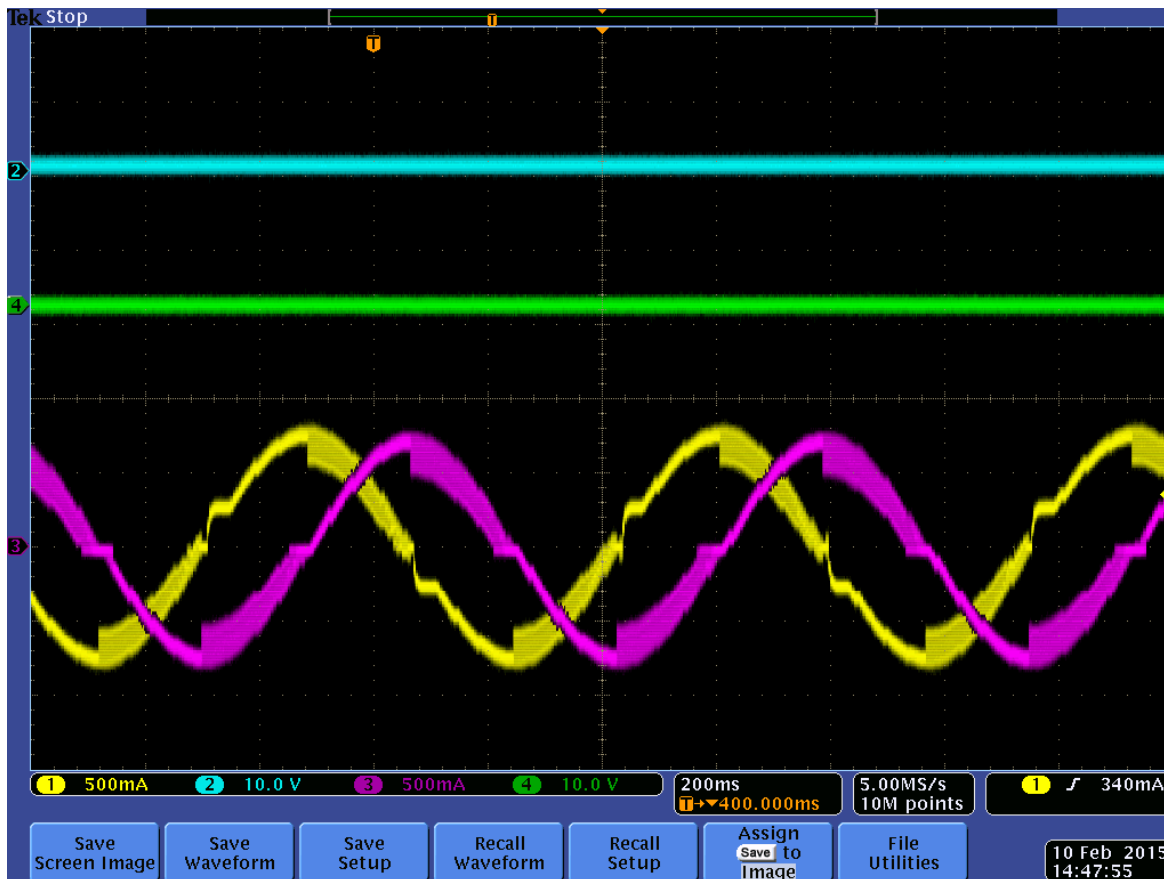 Tek Stop
T
T
2
4
3
1 500mA 2 10.0 V 3 500mA 4 10.0 V
200ms
T→▼400.000ms
5.00MS/s
10M points
1 ∫ 340mA
Save Screen Image
Save Waveform
Save Setup
Recall Waveform
Recall Setup
Assign Save to Image
File Utilities
10 Feb 2015
14:47:55